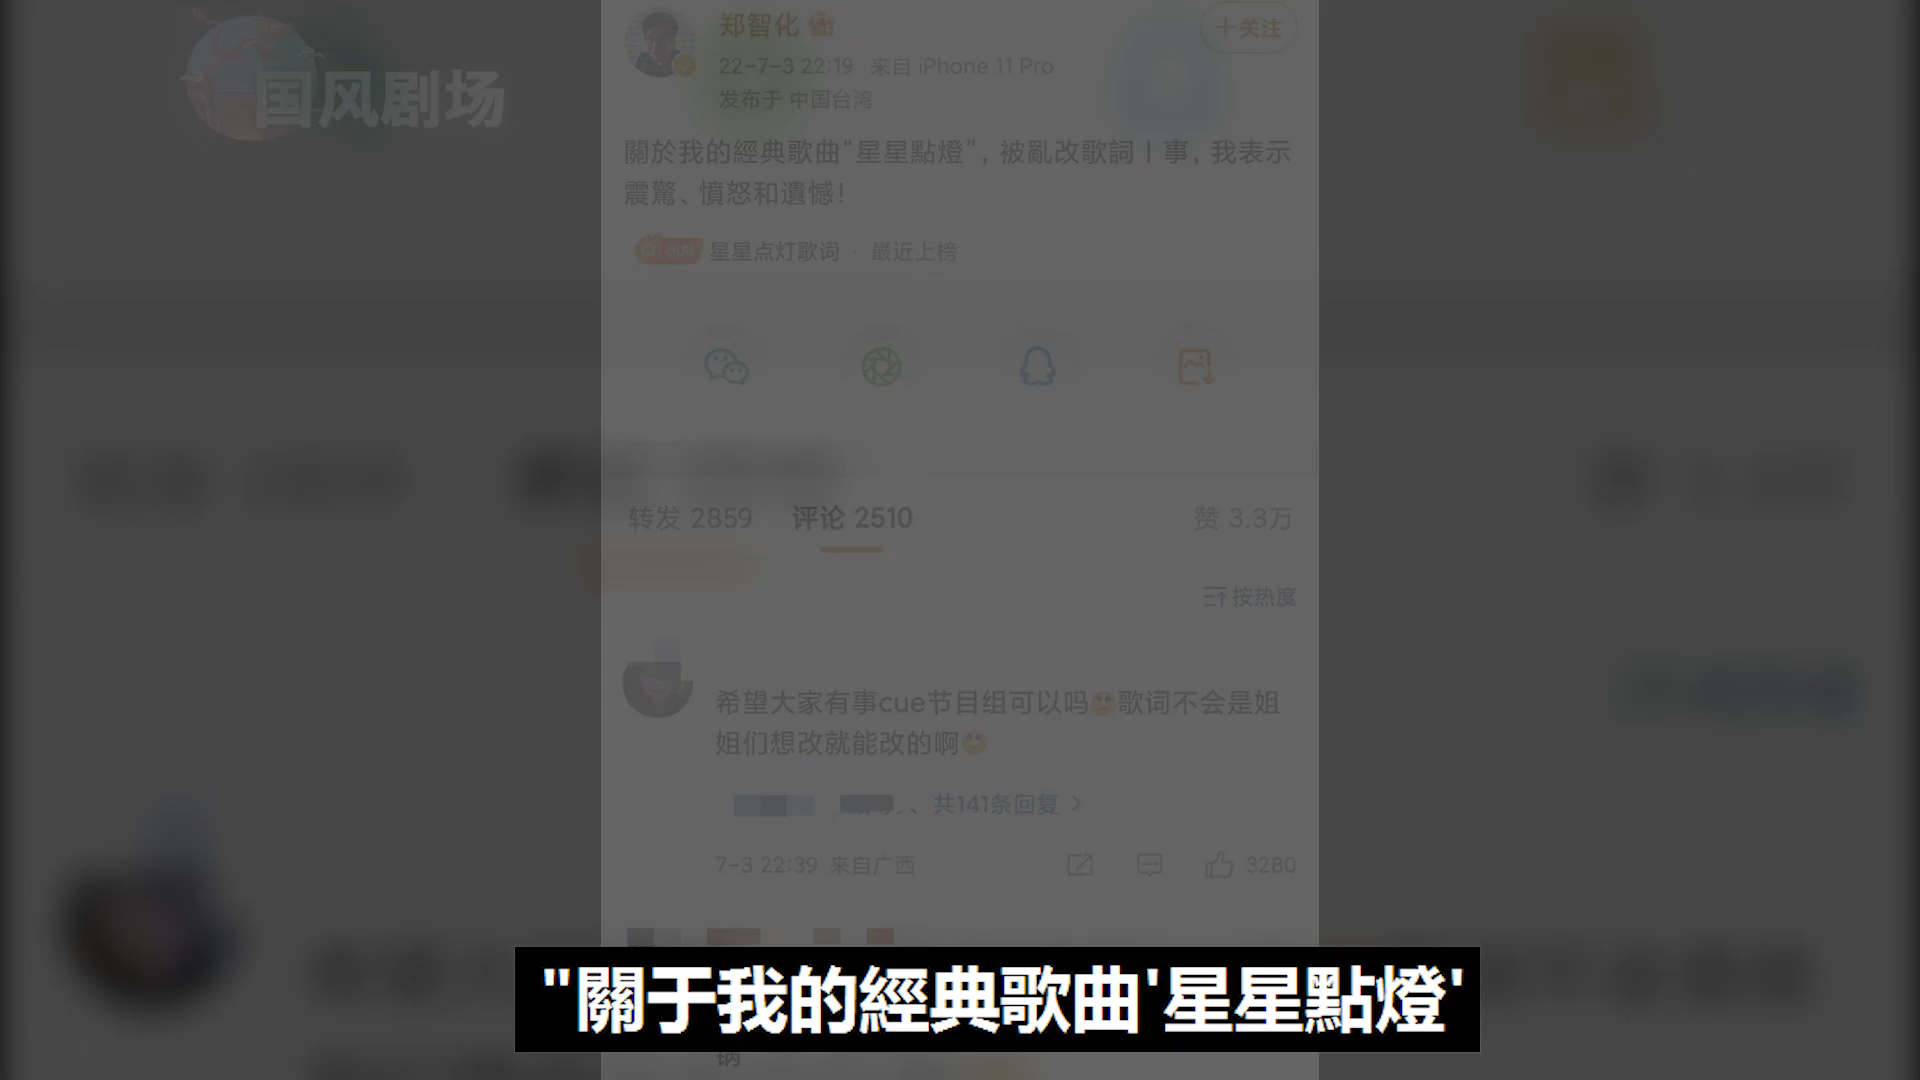 国风剧场
郑智化
+关注
22-7-3 22:19 来自 iPhone 11 Pro
发布于 中国台湾
關於我的經典歌曲“星星點燈”，被亂改歌詞丨事，我表示
震驚、憤怒和遺憾！
星星点灯歌词 · 最近上榜
转发 2859 评论 2510 赞 3.3万
按热度
希望大家有事cue节目组可以吗歌词不会是姐
姐们想改就能改的啊
、共141条回复 >
7-3 22:39 来自广西 3280
"關于我的經典歌曲'星星點燈'